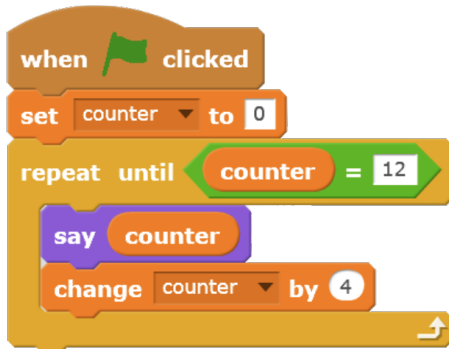 when clicked
set counter to 0
repeat until counter = 12
say counter
change counter by 4